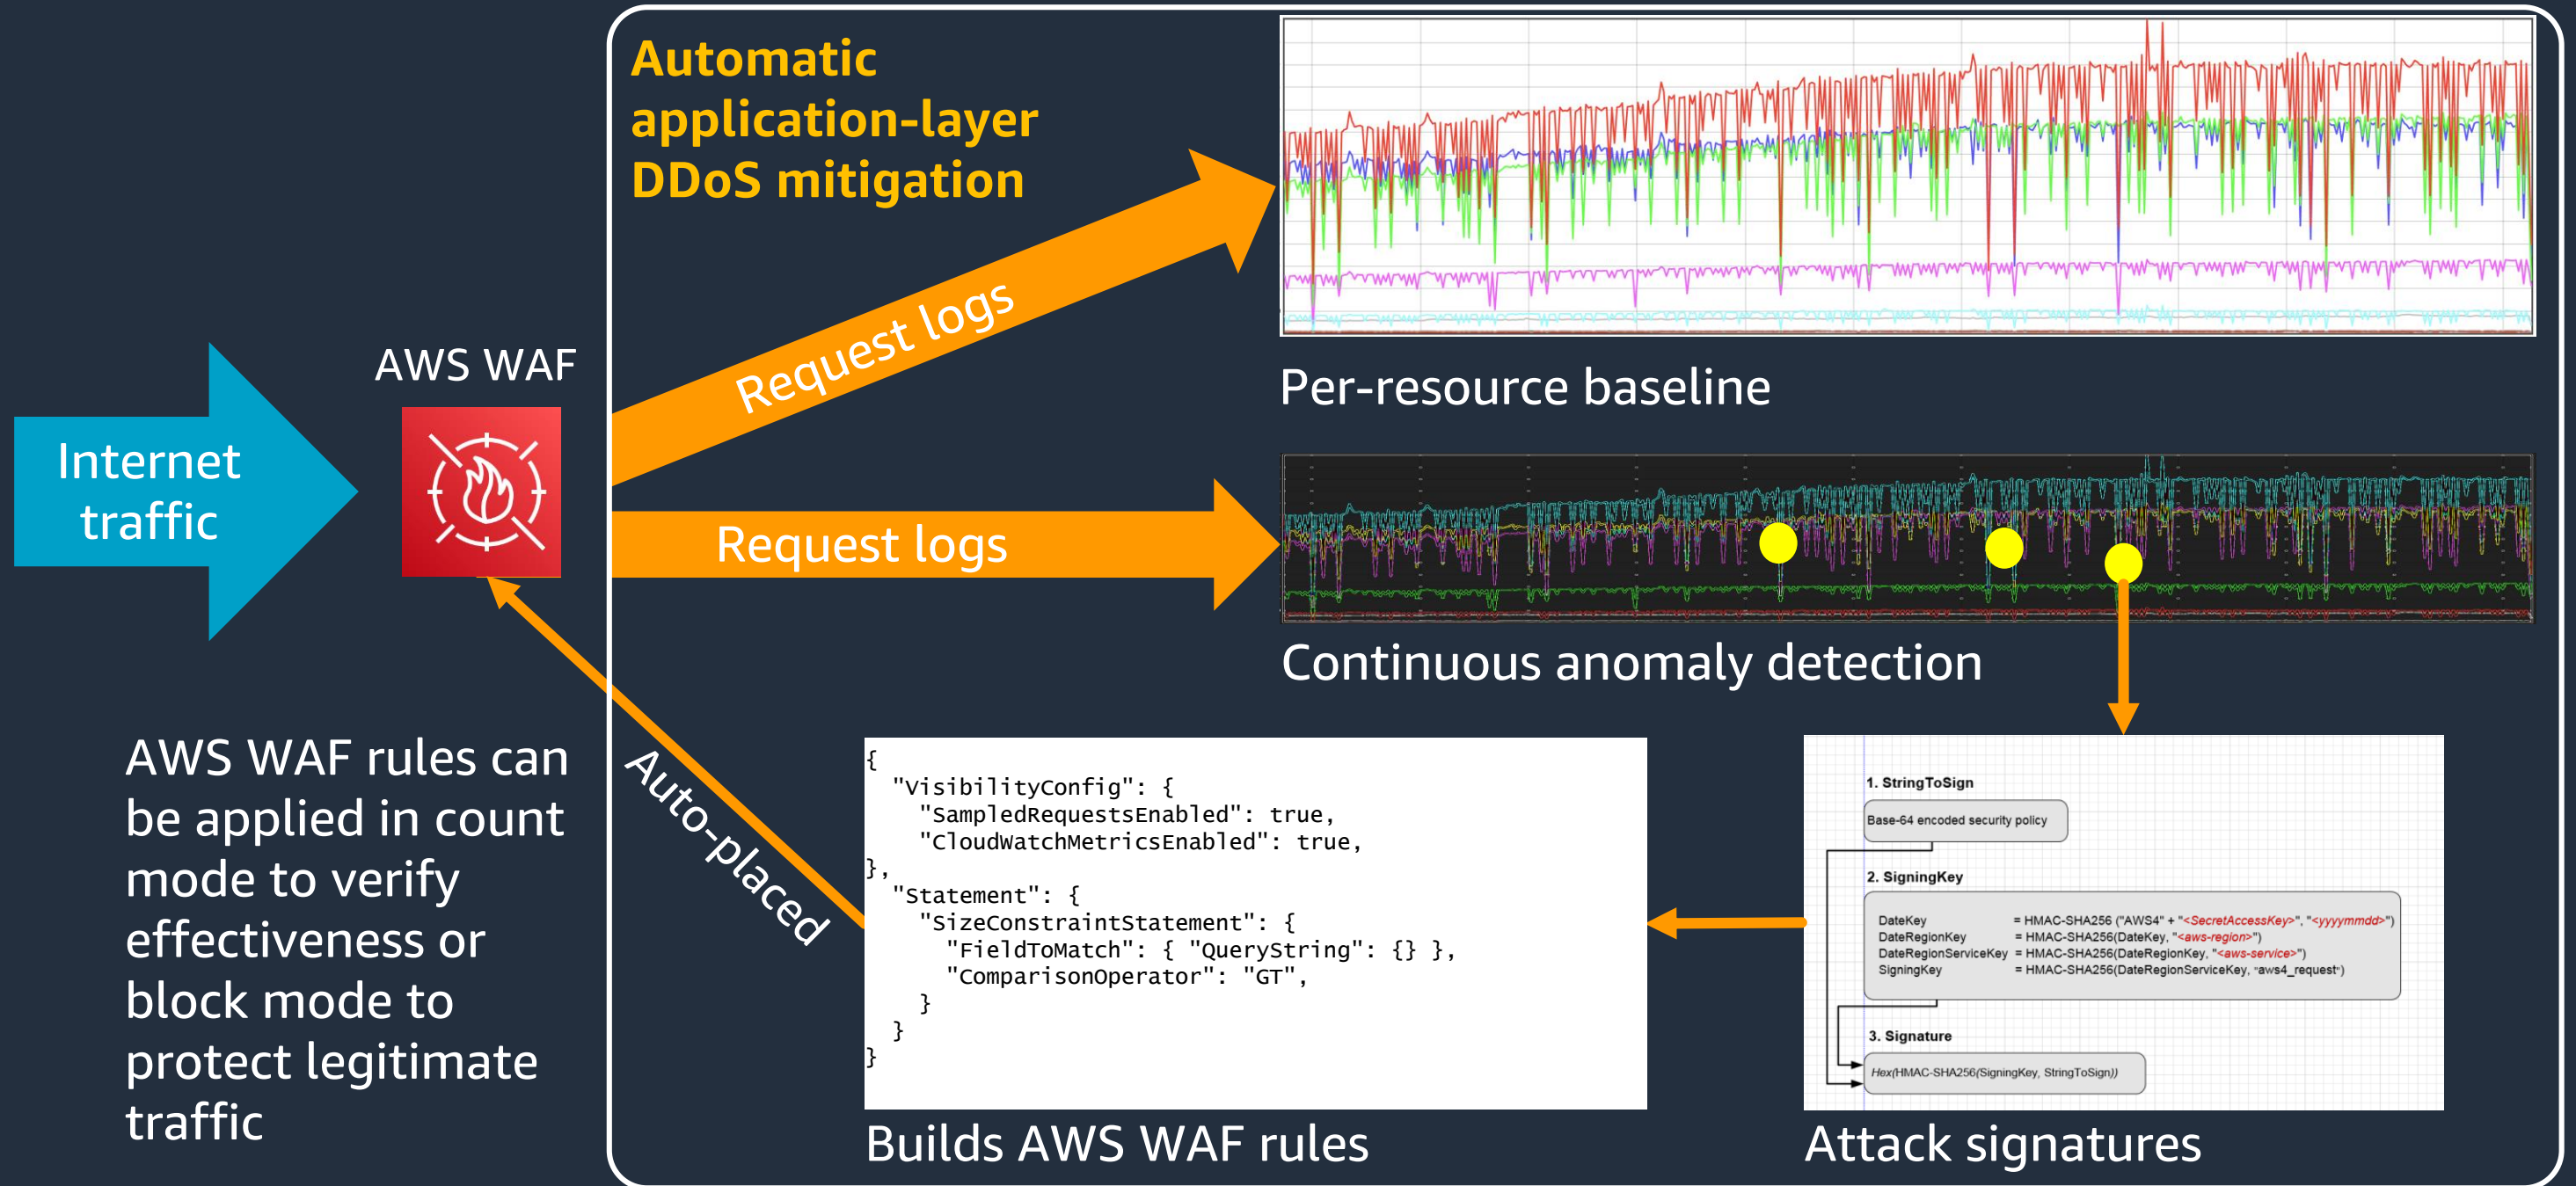 Automatic
application-layer
DDoS mitigation
Request logs
Per-resource baseline
AWS WAF
Internet
traffic
Request logs
Continuous anomaly detection
AWS WAF rules can
be applied in count
mode to verify
effectiveness or
block mode to
protect legitimate
traffic
Auto-placed
{
"VisibilityConfig": {
"SampledRequestsEnabled": true,
"CloudWatchMetricsEnabled": true,
},
"Statement": {
"SizeConstraintStatement": {
"FieldToMatch": { "QueryString": {} },
"ComparisonOperator": "GT",
}
}
}
Builds AWS WAF rules
1. StringToSign
Base-64 encoded security policy
2. SigningKey
DateKey = HMAC-SHA256 ("AWS4" + "<SecretAccessKey>", "<yyyymmdd>")
DateRegionKey = HMAC-SHA256(DateKey, "<aws-region>")
DateRegionServiceKey = HMAC-SHA256(DateRegionKey, "<aws-service>")
SigningKey = HMAC-SHA256(DateRegionServiceKey, "aws4_request")
3. Signature
Hex(HMAC-SHA256(SigningKey, StringToSign))
Attack signatures